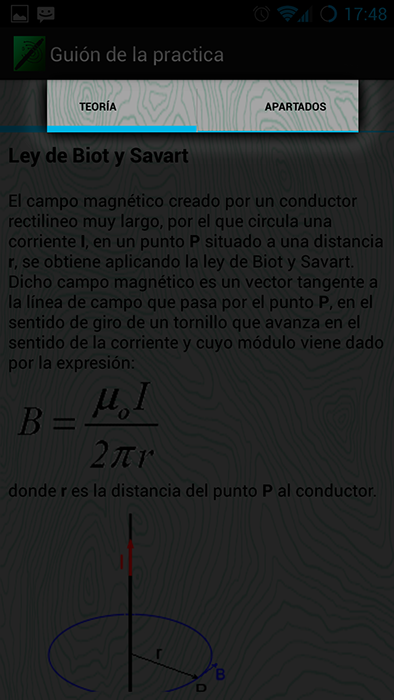 17:48
Guión de la practica
TEORÍA
APARTADOS
Ley de Biot y Savart
El campo magnético creado por un conductor
rectilineo muy largo, por el que circula una
corriente I, en un punto P situado a una distancia
r, se obtiene aplicando la ley de Biot y Savart.
Dicho campo magnético es un vector tangente a
la línea de campo que pasa por el punto P, en el
sentido de giro de un tornillo que avanza en el
sentido de la corriente y cuyo módulo viene dado
por la expresión:
B = μ₀I / 2πr
donde r es la distancia del punto P al conductor.
I
r
B
P